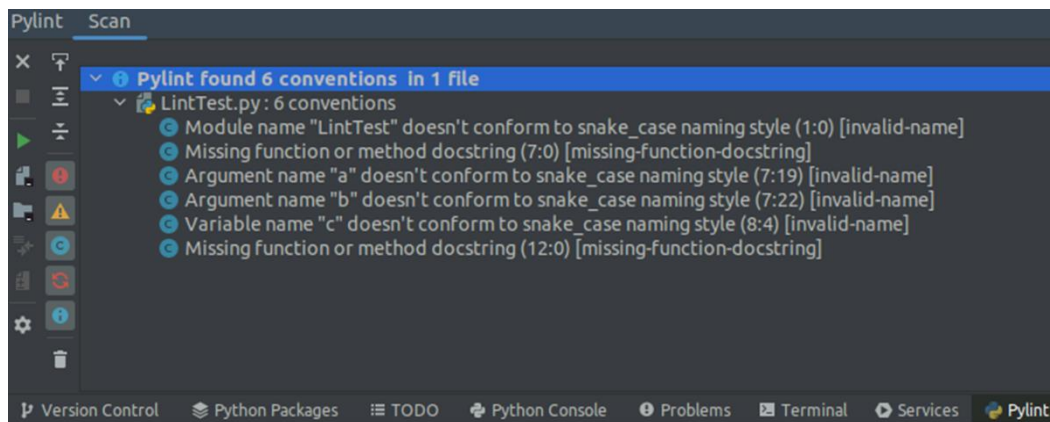 Pylint Scan
Pylint found 6 conventions in 1 file
LintTest.py : 6 conventions
C Module name "LintTest" doesn't conform to snake_case naming style (1:0) [invalid-name]
C Missing function or method docstring (7:0) [missing-function-docstring]
C Argument name "a" doesn't conform to snake_case naming style (7:19) [invalid-name]
C Argument name "b" doesn't conform to snake_case naming style (7:22) [invalid-name]
C Variable name "c" doesn't conform to snake_case naming style (8:4) [invalid-name]
C Missing function or method docstring (12:0) [missing-function-docstring]
Version Control Python Packages TODO Python Console Problems Terminal Services Pylint